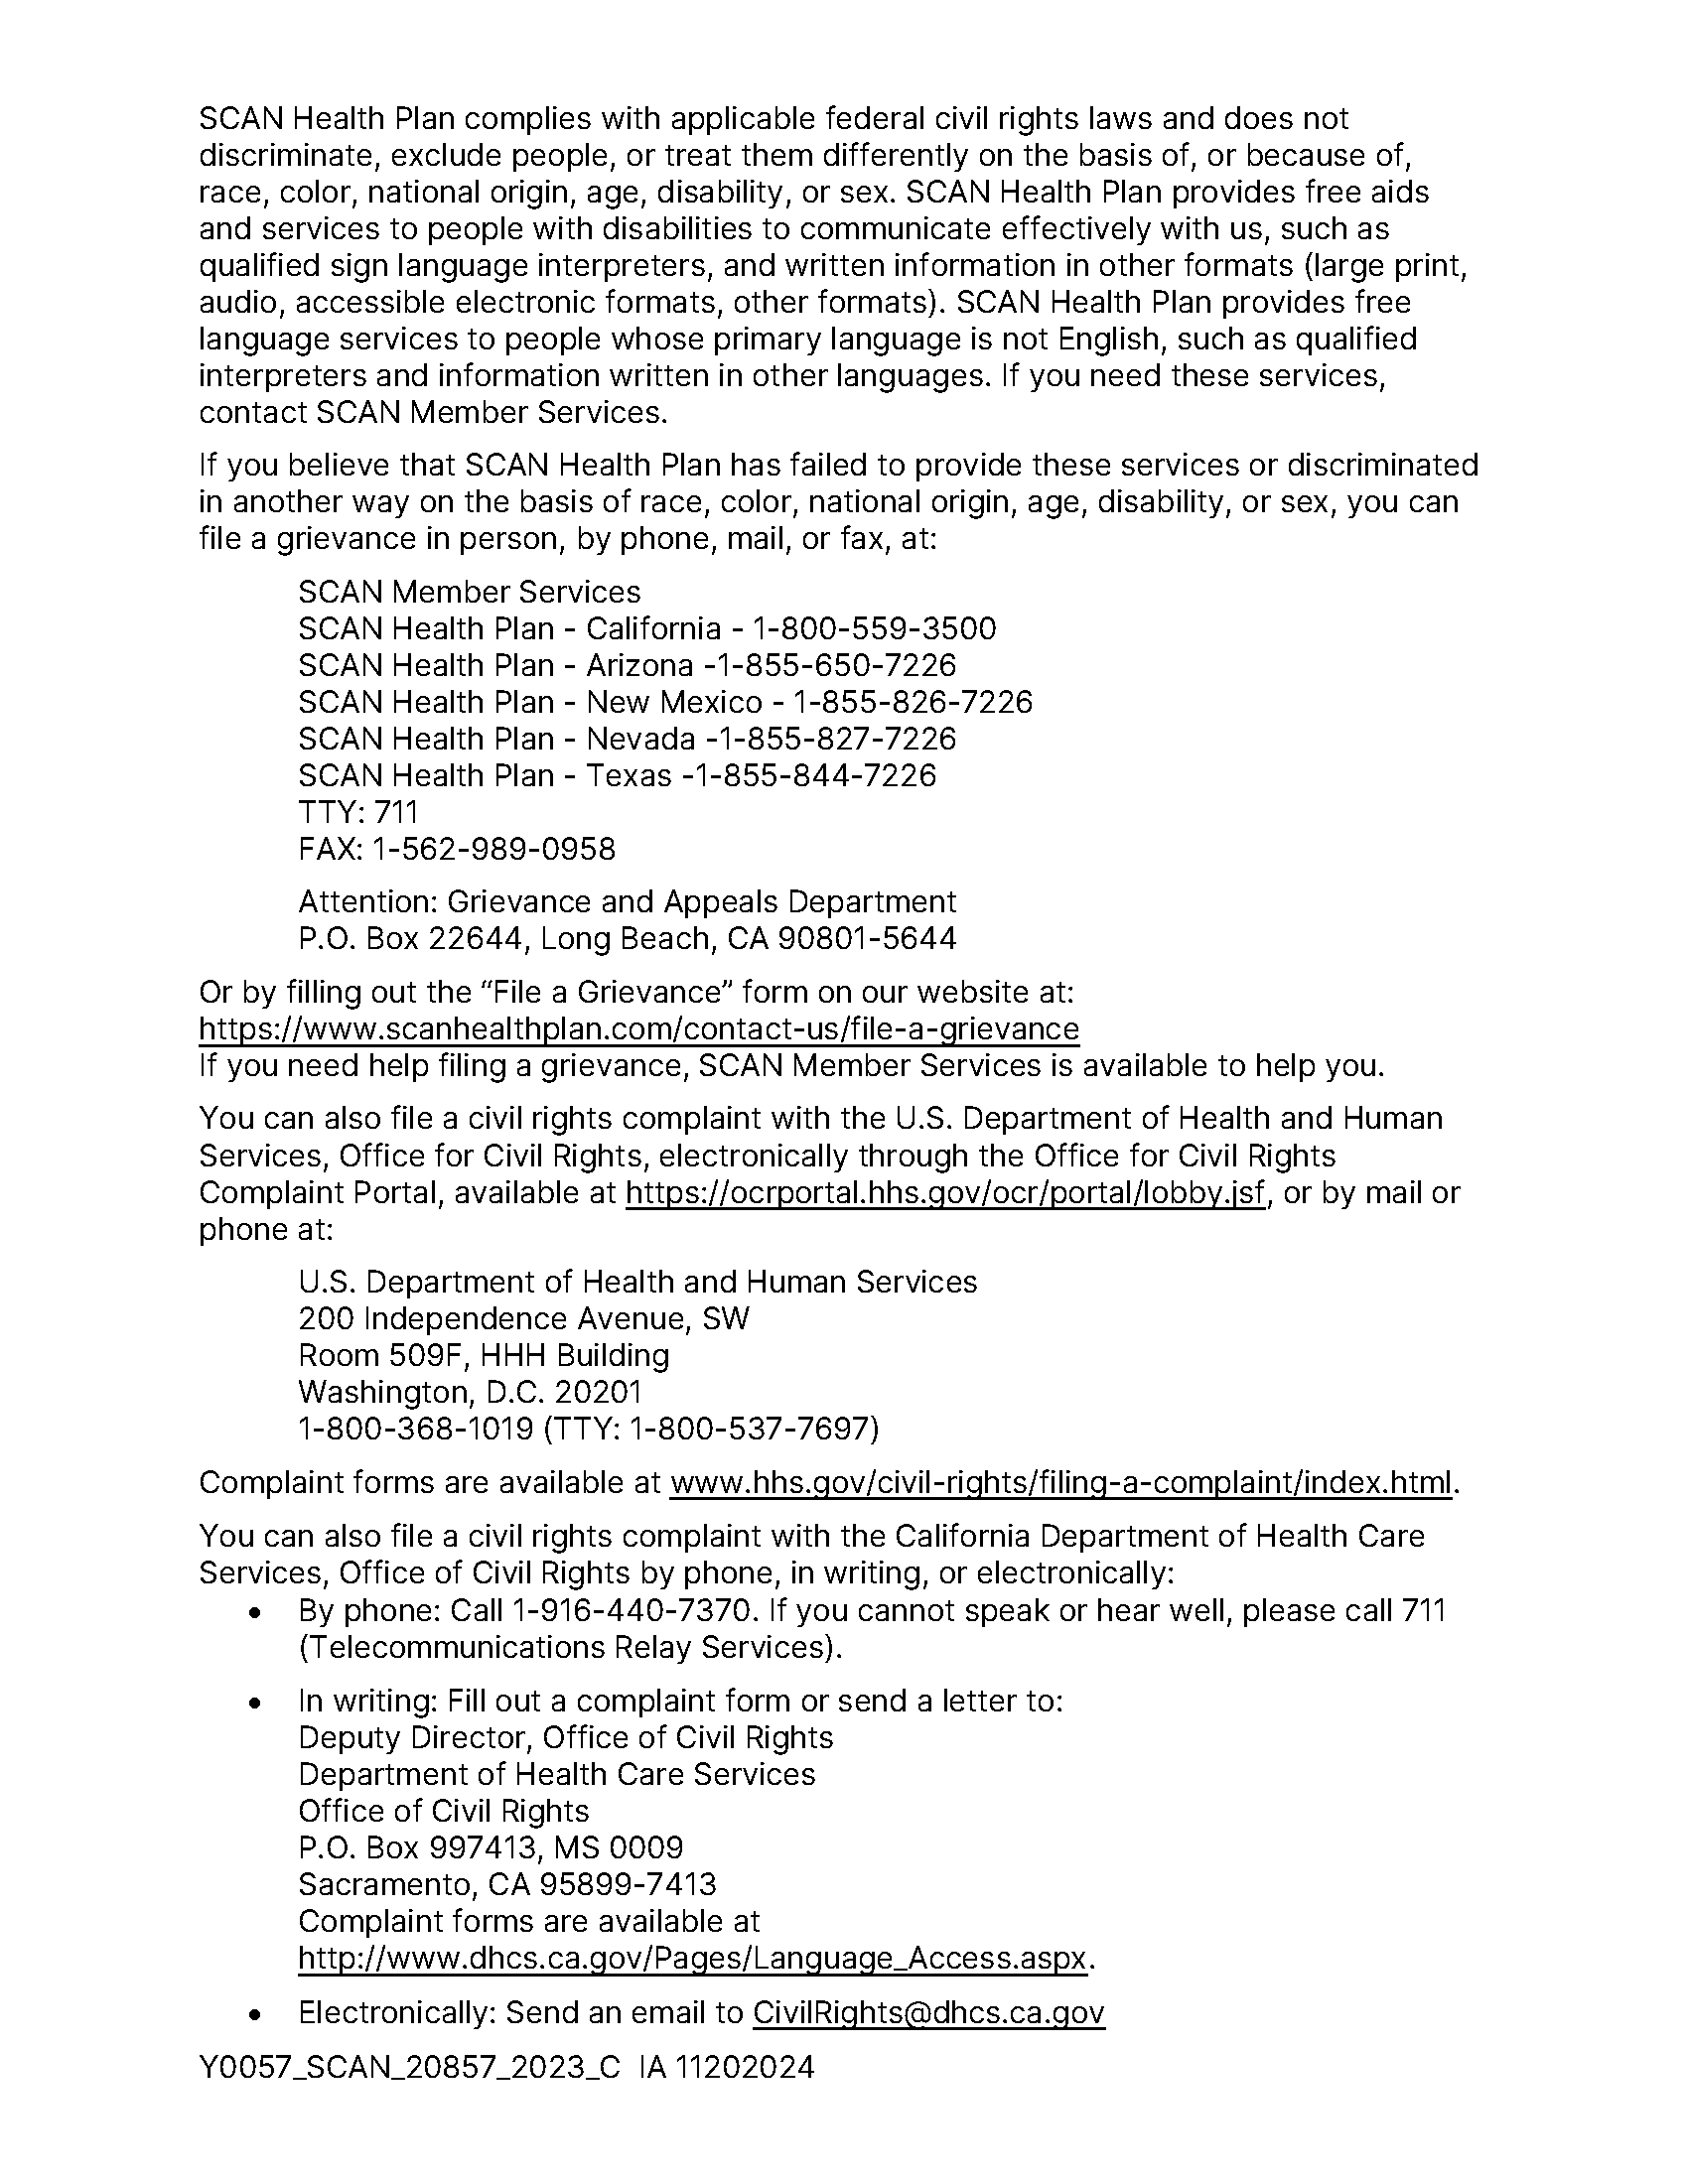 SCAN Health Plan complies with applicable federal civil rights laws and does not
discriminate, exclude people, or treat them differently on the basis of, or because of,
race, color, national origin, age, disability, or sex. SCAN Health Plan provides free aids
and services to people with disabilities to communicate effectively with us, such as
qualified sign language interpreters, and written information in other formats (large print,
audio, accessible electronic formats, other formats). SCAN Health Plan provides free
language services to people whose primary language is not English, such as qualified
interpreters and information written in other languages. If you need these services,
contact SCAN Member Services.
If you believe that SCAN Health Plan has failed to provide these services or discriminated
in another way on the basis of race, color, national origin, age, disability, or sex, you can
file a grievance in person, by phone, mail, or fax, at:
SCAN Member Services
SCAN Health Plan - California - 1-800-559-3500
SCAN Health Plan - Arizona -1-855-650-7226
SCAN Health Plan - New Mexico - 1-855-826-7226
SCAN Health Plan - Nevada -1-855-827-7226
SCAN Health Plan - Texas -1-855-844-7226
TTY: 711
FAX: 1-562-989-0958
Attention: Grievance and Appeals Department
P.O. Box 22644, Long Beach, CA 90801-5644
Or by filling out the “File a Grievance” form on our website at:
https://www.scanhealthplan.com/contact-us/file-a-grievance
If you need help filing a grievance, SCAN Member Services is available to help you.
You can also file a civil rights complaint with the U.S. Department of Health and Human
Services, Office for Civil Rights, electronically through the Office for Civil Rights
Complaint Portal, available at https://ocrportal.hhs.gov/ocr/portal/lobby.jsf, or by mail or
phone at:
U.S. Department of Health and Human Services
200 Independence Avenue, SW
Room 509F, HHH Building
Washington, D.C. 20201
1-800-368-1019 (TTY: 1-800-537-7697)
Complaint forms are available at www.hhs.gov/civil-rights/filing-a-complaint/index.html.
You can also file a civil rights complaint with the California Department of Health Care
Services, Office of Civil Rights by phone, in writing, or electronically:
• By phone: Call 1-916-440-7370. If you cannot speak or hear well, please call 711
(Telecommunications Relay Services).
• In writing: Fill out a complaint form or send a letter to:
Deputy Director, Office of Civil Rights
Department of Health Care Services
Office of Civil Rights
P.O. Box 997413, MS 0009
Sacramento, CA 95899-7413
Complaint forms are available at
http://www.dhcs.ca.gov/Pages/Language_Access.aspx.
• Electronically: Send an email to CivilRights@dhcs.ca.gov
Y0057_SCAN_20857_2023_C IA 11202024